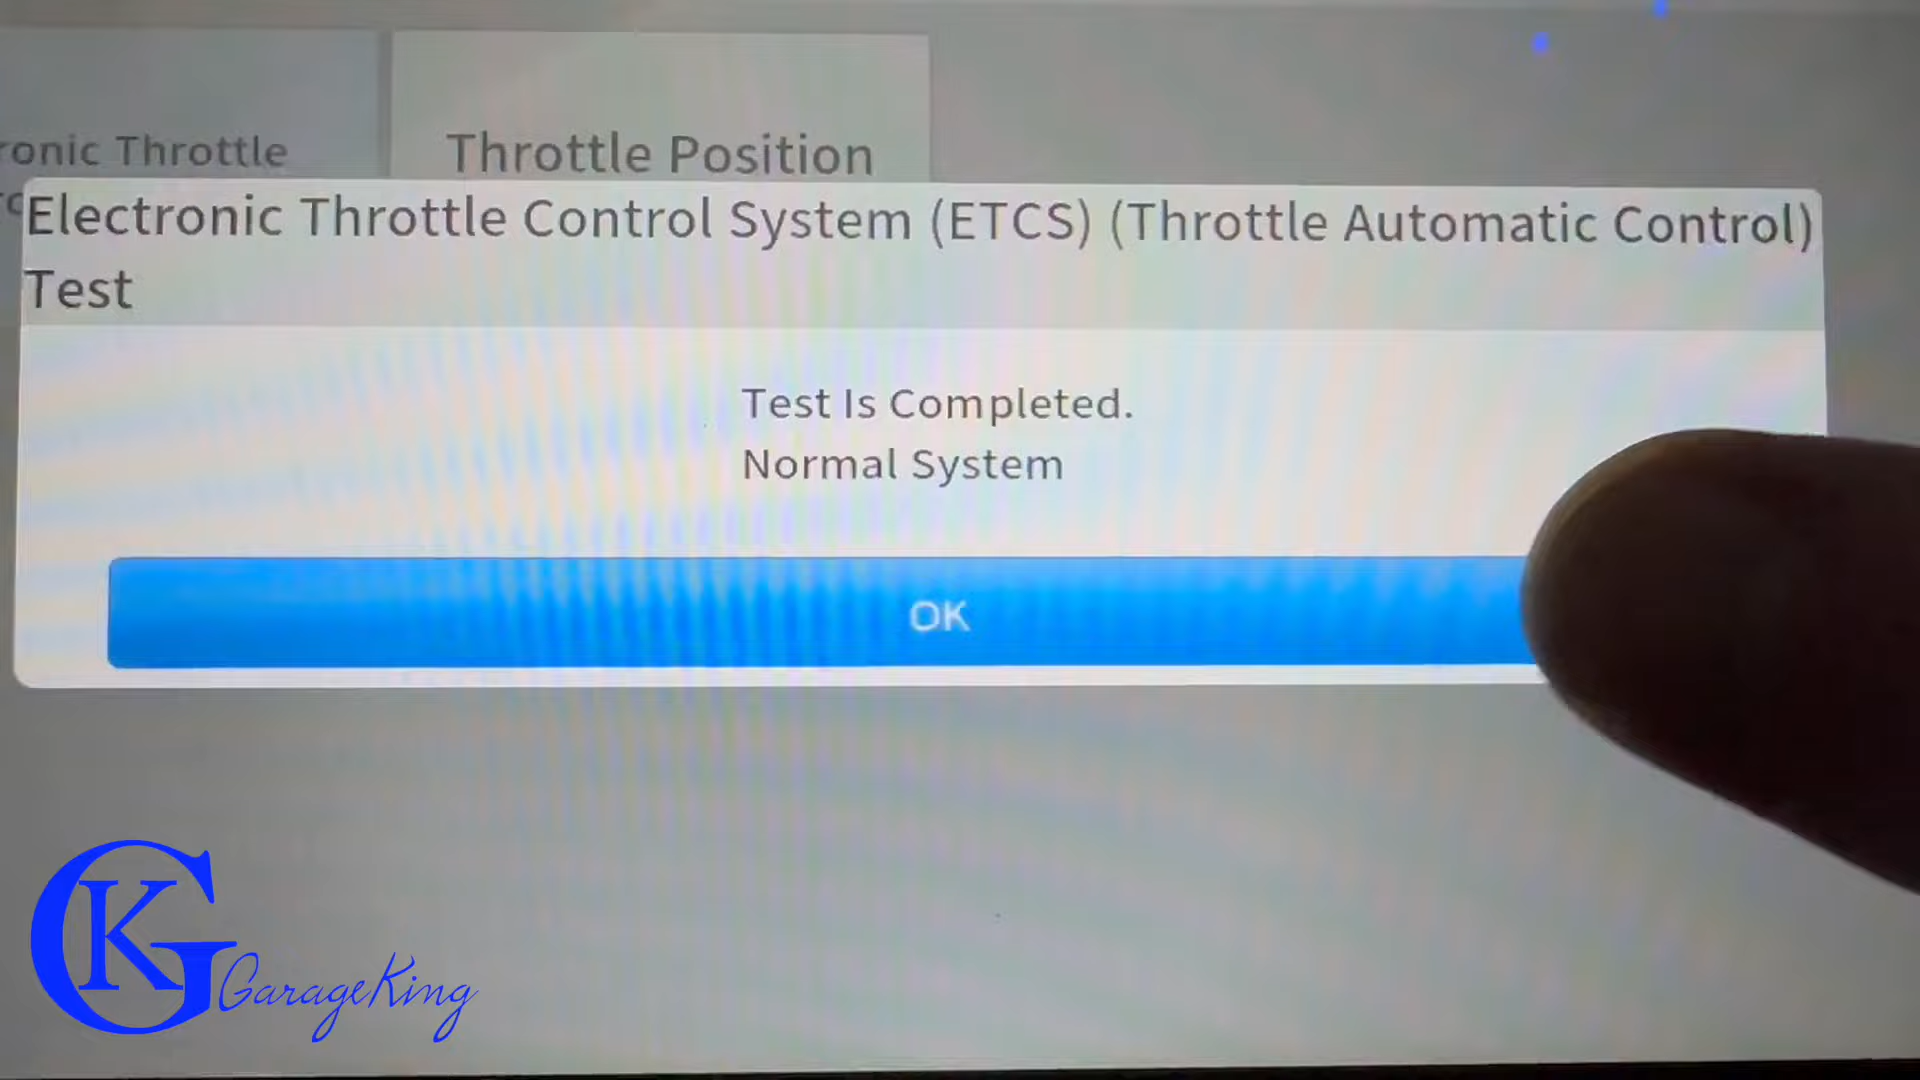 ronic Throttle
Throttle Position
Electronic Throttle Control System (ETCS) (Throttle Automatic Control)
Test
Test Is Completed.
Normal System
OK
GK
GarageKing